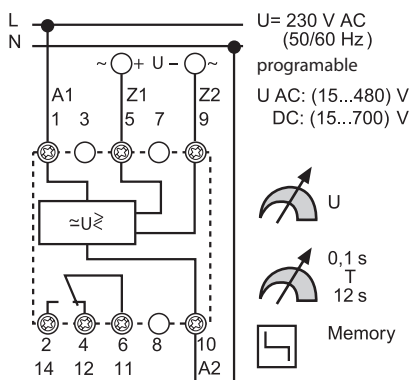 L
U= 230 V AC
N
(50/60 Hz)
~ + U - ~
programable
A1 Z1 Z2
U AC: (15...480) V
1 3 5 7 9
DC: (15...700) V
≃U≷
U
0,1 s
T
12 s
2 4 6 8 10
Memory
14 12 11 A2